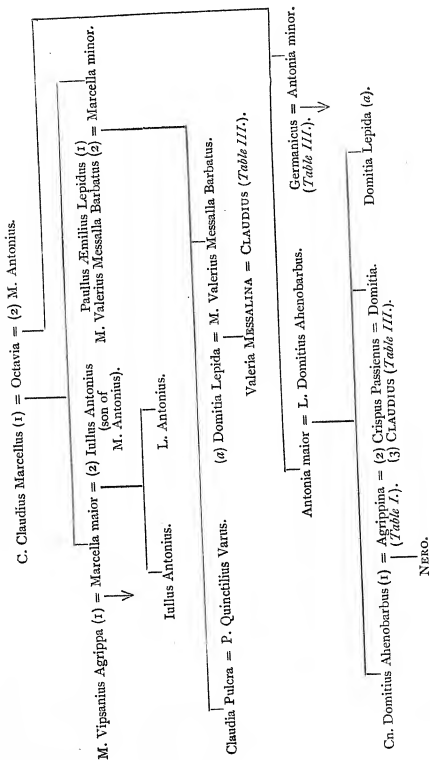 C. Claudius Marcellus (1) = Octavia = (2) M. Antonius.
M. Vipsanius Agrippa (1) = Marcella maior = (2) Iullus Antonius
(son of
M. Antonius).
Paullus Æmilius Lepidus (1)
M. Valerius Messalla Barbatus (2) = Marcella minor.
Iullus Antonius.
L. Antonius.
Claudia Pulcra = P. Quinctilius Varus.
(a) Domitia Lepida = M. Valerius Messalla Barbatus.
Valeria MESSALINA = CLAUDIUS (Table III.).
Antonia maior = L. Domitius Ahenobarbus.
Germanicus = Antonia minor.
(Table III.).
Cn. Domitius Ahenobarbus (1) = Agrippina = (2) Crispus Passienus = Domitia.
(Table I.). (3) CLAUDIUS (Table III.).
Domitia Lepida (a).
NERO.